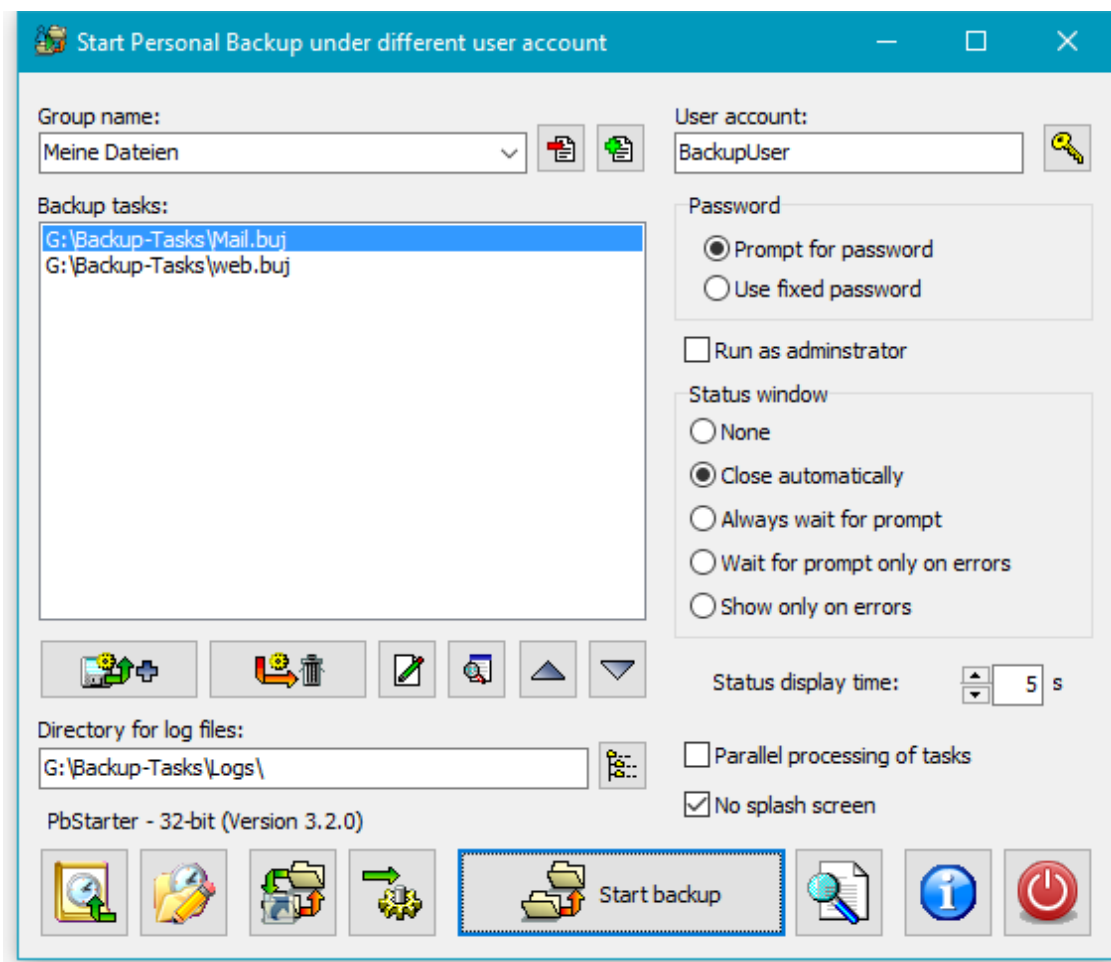 Start Personal Backup under different user account
Group name:
Meine Dateien
Backup tasks:
G:\Backup-Tasks\Mail.buj
G:\Backup-Tasks\web.buj
Directory for log files:
G:\Backup-Tasks\Logs\
PbStarter - 32-bit (Version 3.2.0)
User account:
BackupUser
Password
Prompt for password
Use fixed password
Run as adminstrator
Status window
None
Close automatically
Always wait for prompt
Wait for prompt only on errors
Show only on errors
Status display time: 5 s
Parallel processing of tasks
No splash screen
Start backup